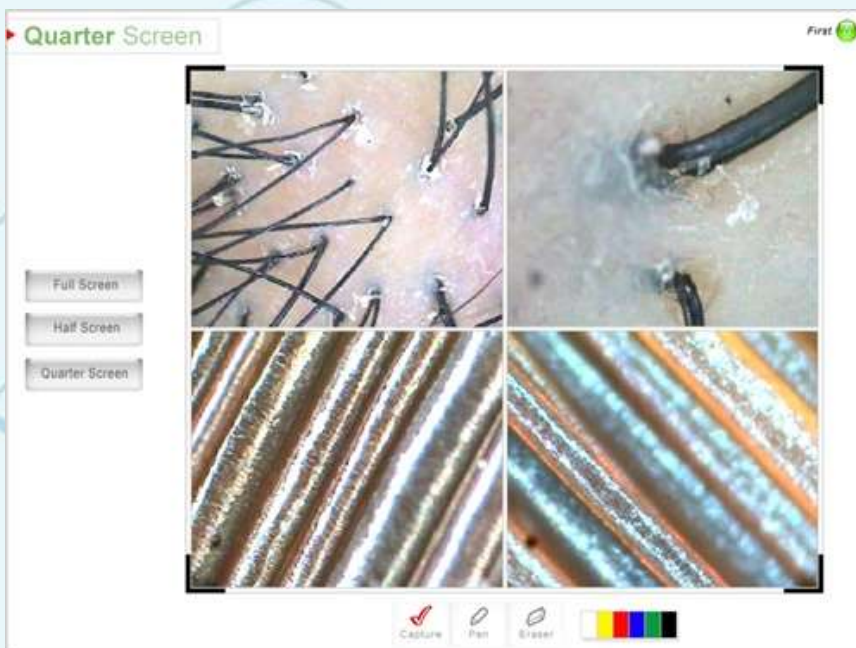 Quarter Screen
First
Full Screen
Half Screen
Quarter Screen
Capture
Pen
Eraser